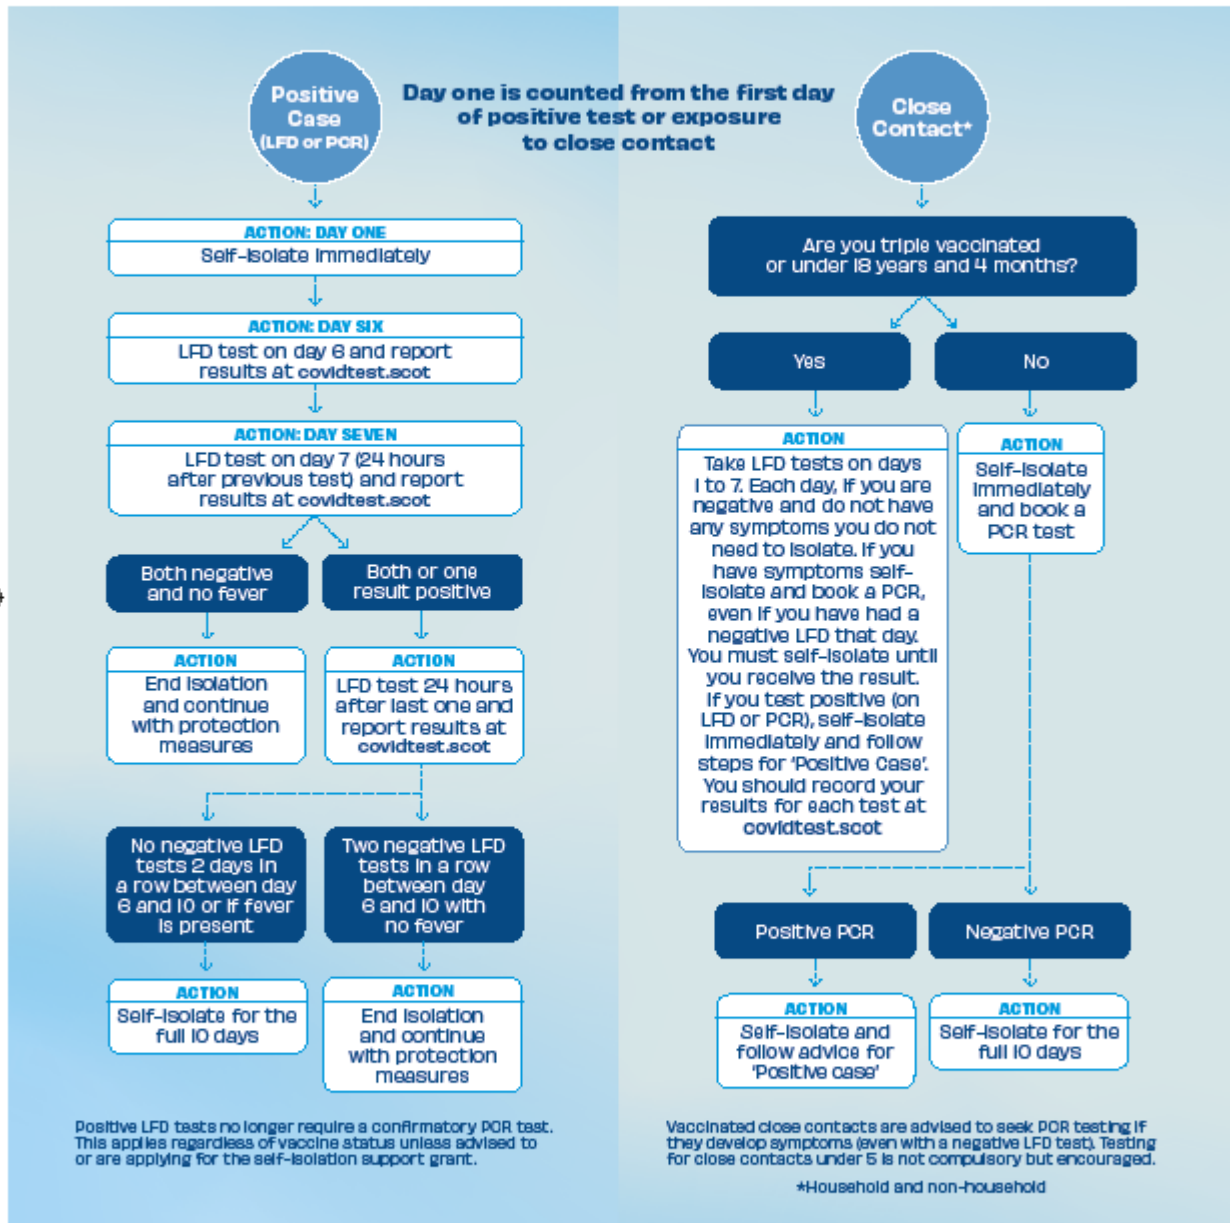 Positive
Case
(LFD or PCR)
Day one is counted from the first day
of positive test or exposure
to close contact
Close
Contact*
ACTION: DAY ONE
Self-isolate immediately
ACTION: DAY SIX
LFD test on day 6 and report
results at covidtest.scot
ACTION: DAY SEVEN
LFD test on day 7 (24 hours
after previous test) and report
results at covidtest.scot
Both negative
and no fever
Both or one
result positive
ACTION
End isolation
and continue
with protection
measures
ACTION
LFD test 24 hours
after last one and
report results at
covidtest.scot
No negative LFD
tests 2 days in
a row between day
6 and 10 or if fever
is present
Two negative LFD
tests in a row
between day
6 and 10 with
no fever
ACTION
Self-isolate for the
full 10 days
ACTION
End isolation
and continue
with protection
measures
Positive LFD tests no longer require a confirmatory PCR test.
This applies regardless of vaccine status unless advised to
or are applying for the self-isolation support grant.
Are you triple vaccinated
or under 18 years and 4 months?
Yes
No
ACTION
Take LFD tests on days
1 to 7. Each day, if you are
negative and do not have
any symptoms you do not
need to isolate. If you
have symptoms self-
isolate and book a PCR,
even if you have had a
negative LFD that day.
You must self-isolate until
you receive the result.
If you test positive (on
LFD or PCR), self-isolate
immediately and follow
steps for 'Positive Case'.
You should record your
results for each test at
covidtest.scot
ACTION
Self-isolate
immediately
and book a
PCR test
Positive PCR
Negative PCR
ACTION
Self-isolate and
follow advice for
'Positive case'
ACTION
Self-isolate for the
full 10 days
Vaccinated close contacts are advised to seek PCR testing if
they develop symptoms (even with a negative LFD test). Testing
for close contacts under 5 is not compulsory but encouraged.
*Household and non-household